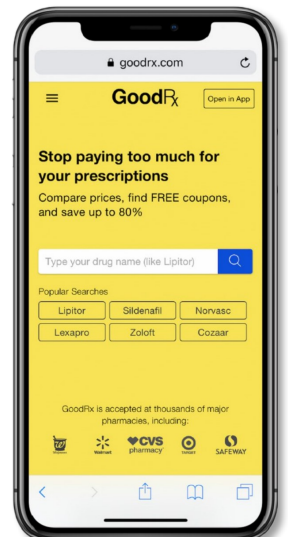 goodrx.com
GoodRx
Open in App
Stop paying too much for
your prescriptions
Compare prices, find FREE coupons,
and save up to 80%
Type your drug name (like Lipitor)
Popular Searches
Lipitor Sildenafil Norvasc
Lexapro Zoloft Cozaar
GoodRx is accepted at thousands of major
pharmacies, including:
Walmart CVS SAFEWAY
pharmacy